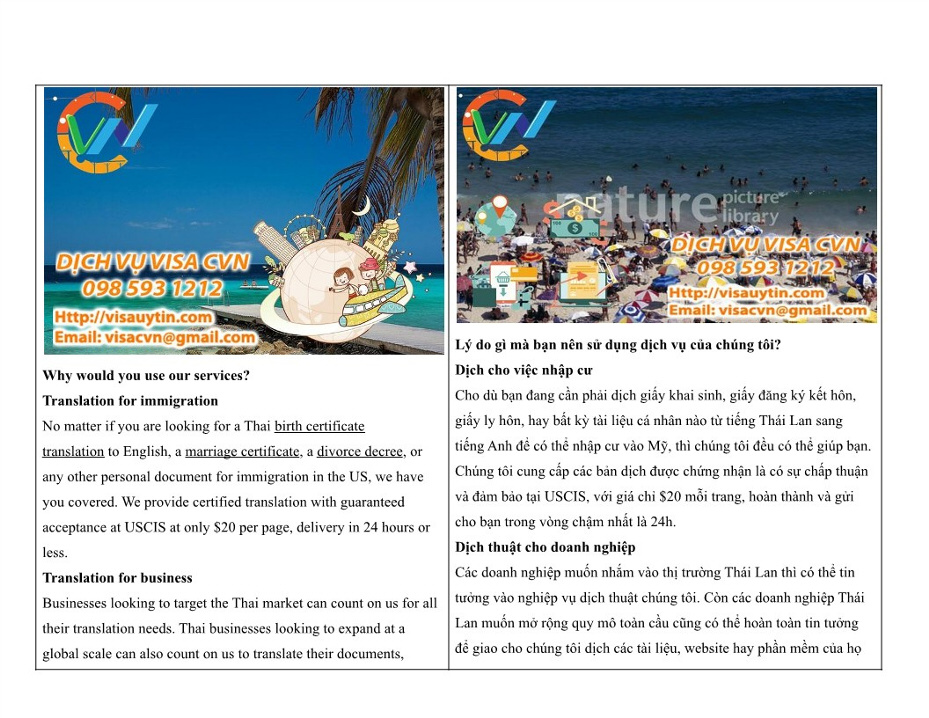 CVN
DỊCH VỤ VISA CVN
098 593 1212
Http://visauytin.com
Email: visacvn@gmail.com
Why would you use our services?
Translation for immigration
No matter if you are looking for a Thai birth certificate
translation to English, a marriage certificate, a divorce decree, or
any other personal document for immigration in the US, we have
you covered. We provide certified translation with guaranteed
acceptance at USCIS at only $20 per page, delivery in 24 hours or
less.
Translation for business
Businesses looking to target the Thai market can count on us for all
their translation needs. Thai businesses looking to expand at a
global scale can also count on us to translate their documents,
CVN
nature picture library
DỊCH VỤ VISA CVN
098 593 1212
Http://visauytin.com
Email: visacvn@gmail.com
Lý do gì mà bạn nên sử dụng dịch vụ của chúng tôi?
Dịch cho việc nhập cư
Cho dù bạn đang cần phải dịch giấy khai sinh, giấy đăng ký kết hôn,
giấy ly hôn, hay bất kỳ tài liệu cá nhân nào từ tiếng Thái Lan sang
tiếng Anh để có thể nhập cư vào Mỹ, thì chúng tôi đều có thể giúp bạn.
Chúng tôi cung cấp các bản dịch được chứng nhận là có sự chấp thuận
và đảm bảo tại USCIS, với giá chỉ $20 mỗi trang, hoàn thành và gửi
cho bạn trong vòng chậm nhất là 24h.
Dịch thuật cho doanh nghiệp
Các doanh nghiệp muốn nhắm vào thị trường Thái Lan thì có thể tin
tưởng vào nghiệp vụ dịch thuật chúng tôi. Còn các doanh nghiệp Thái
Lan muốn mở rộng quy mô toàn cầu cũng có thể hoàn toàn tin tưởng
để giao cho chúng tôi dịch các tài liệu, website hay phần mềm của họ